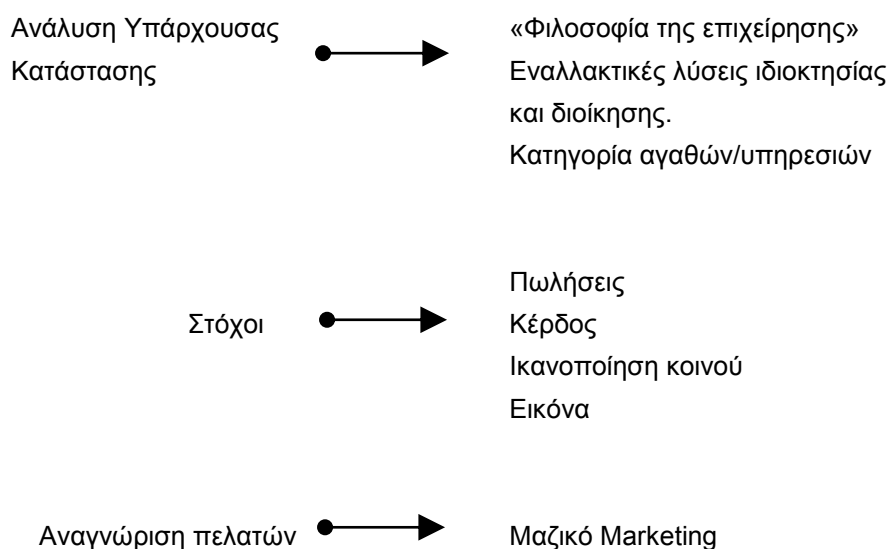 Ανάλυση Υπάρχουσας
Κατάστασης
«Φιλοσοφία της επιχείρησης»
Εναλλακτικές λύσεις ιδιοκτησίας
και διοίκησης.
Κατηγορία αγαθών/υπηρεσιών
Στόχοι
Πωλήσεις
Κέρδος
Ικανοποίηση κοινού
Εικόνα
Αναγνώριση πελατών
Μαζικό Marketing